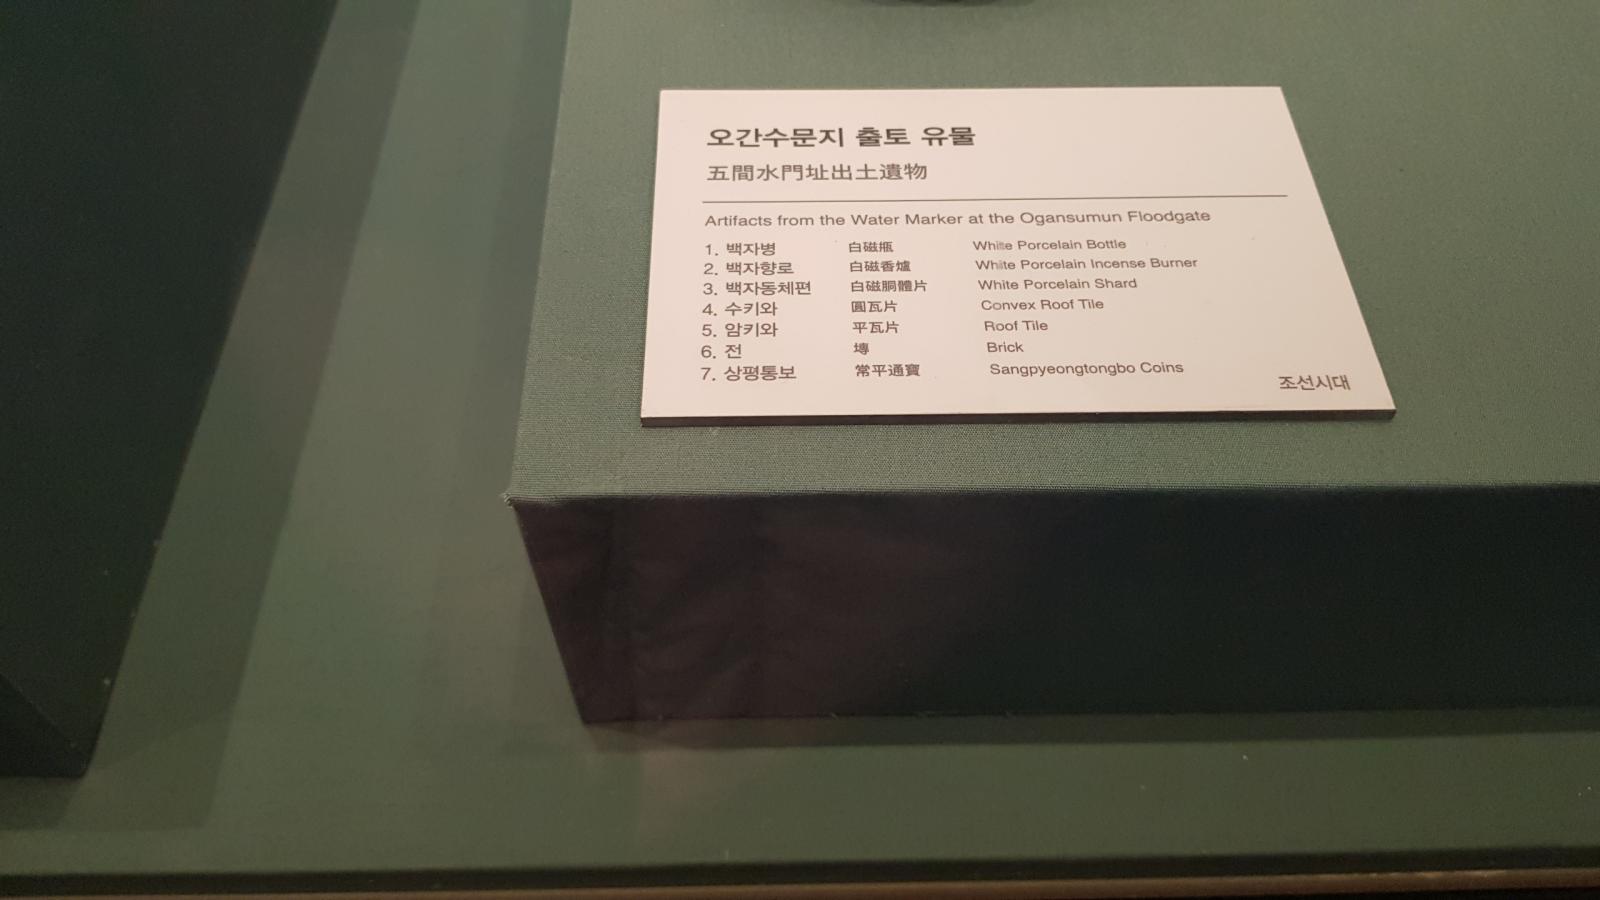 오간수문지 출토 유물
五間水門址出土遺物
Artifacts from the Water Marker at the Ogansumun Floodgate
1. 백자병 白磁甁 White Porcelain Bottle
2. 백자향로 白磁香爐 White Porcelain Incense Burner
3. 백자동체편 白磁胴體片 White Porcelain Shard
4. 수키와 圓瓦片 Convex Roof Tile
5. 암키와 平瓦片 Roof Tile
6. 전 塼 Brick
7. 상평통보 常平通寶 Sangpyeongtongbo Coins
조선시대